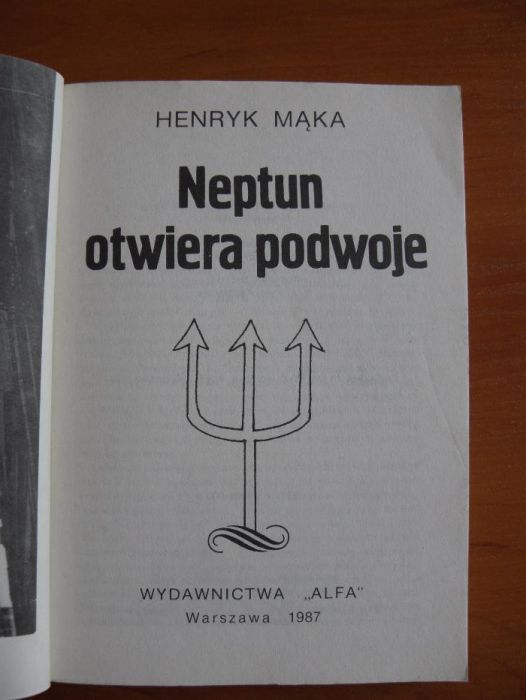 HENRYK MĄKA
Neptun
otwiera podwoje
WYDAWNICTWA „ALFA”
Warszawa 1987